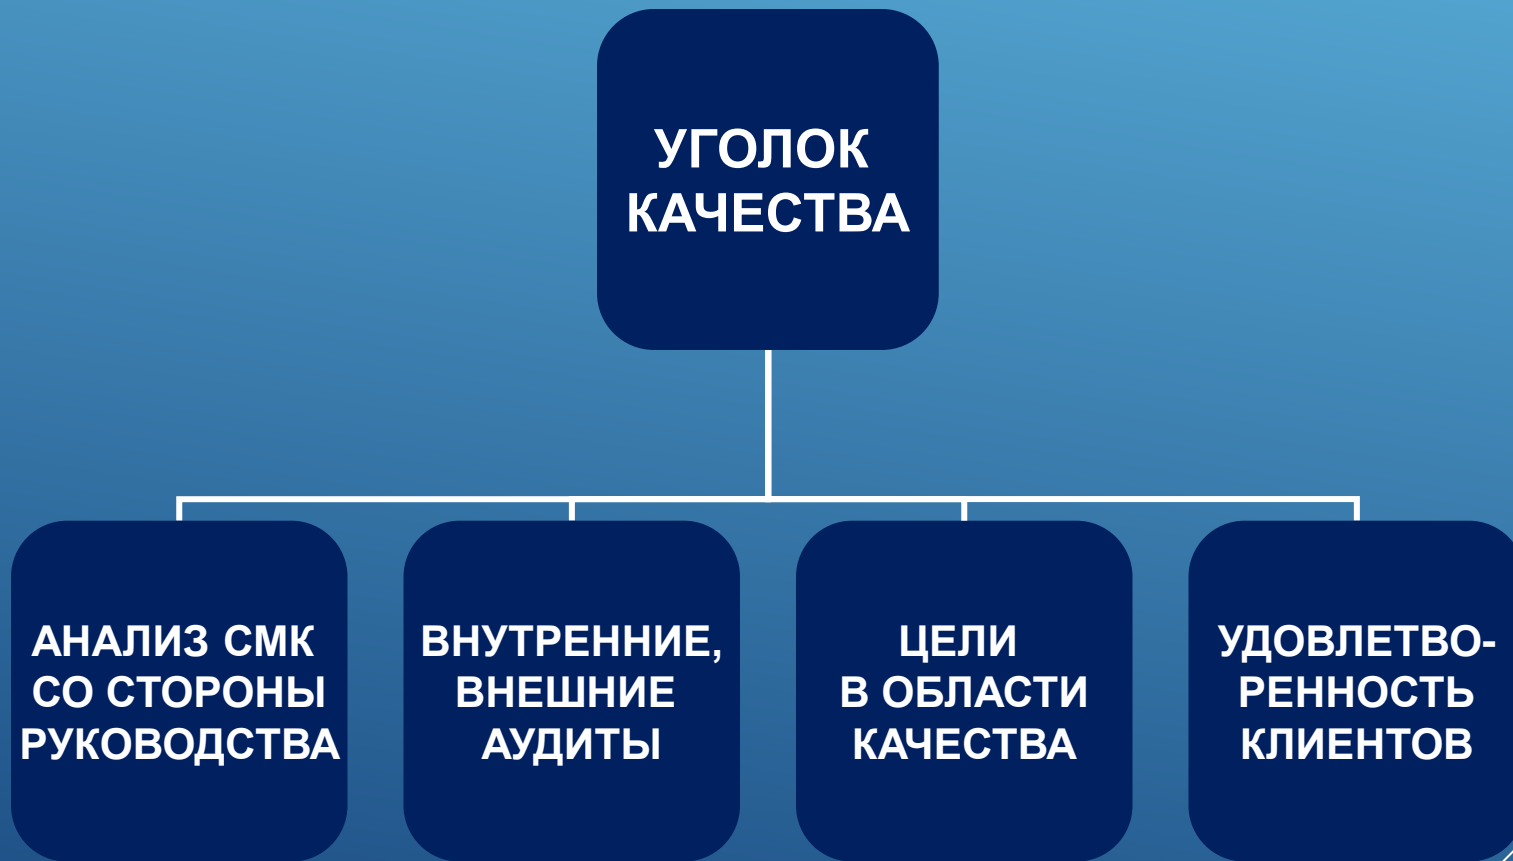 УГОЛОК
КАЧЕСТВА
АНАЛИЗ СМК
СО СТОРОНЫ
РУКОВОДСТВА
ВНУТРЕННИЕ,
ВНЕШНИЕ
АУДИТЫ
ЦЕЛИ
В ОБЛАСТИ
КАЧЕСТВА
УДОВЛЕТВО-
РЕННОСТЬ
КЛИЕНТОВ